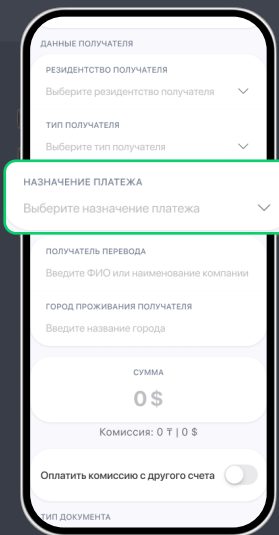 ДАННЫЕ ПОЛУЧАТЕЛЯ
РЕЗИДЕНТСТВО ПОЛУЧАТЕЛЯ
Выберите резидентство получателя
ТИП ПОЛУЧАТЕЛЯ
Выберите тип получателя
НАЗНАЧЕНИЕ ПЛАТЕЖА
Выберите назначение платежа
ПОЛУЧАТЕЛЬ ПЕРЕВОДА
Введите ФИО или наименование компании
ГОРОД ПРОЖИВАНИЯ ПОЛУЧАТЕЛЯ
Введите название города
СУММА
0 $
Комиссия: 0 ₸ | 0 $
Оплатить комиссию с другого счета
ТИП ДОКУМЕНТА